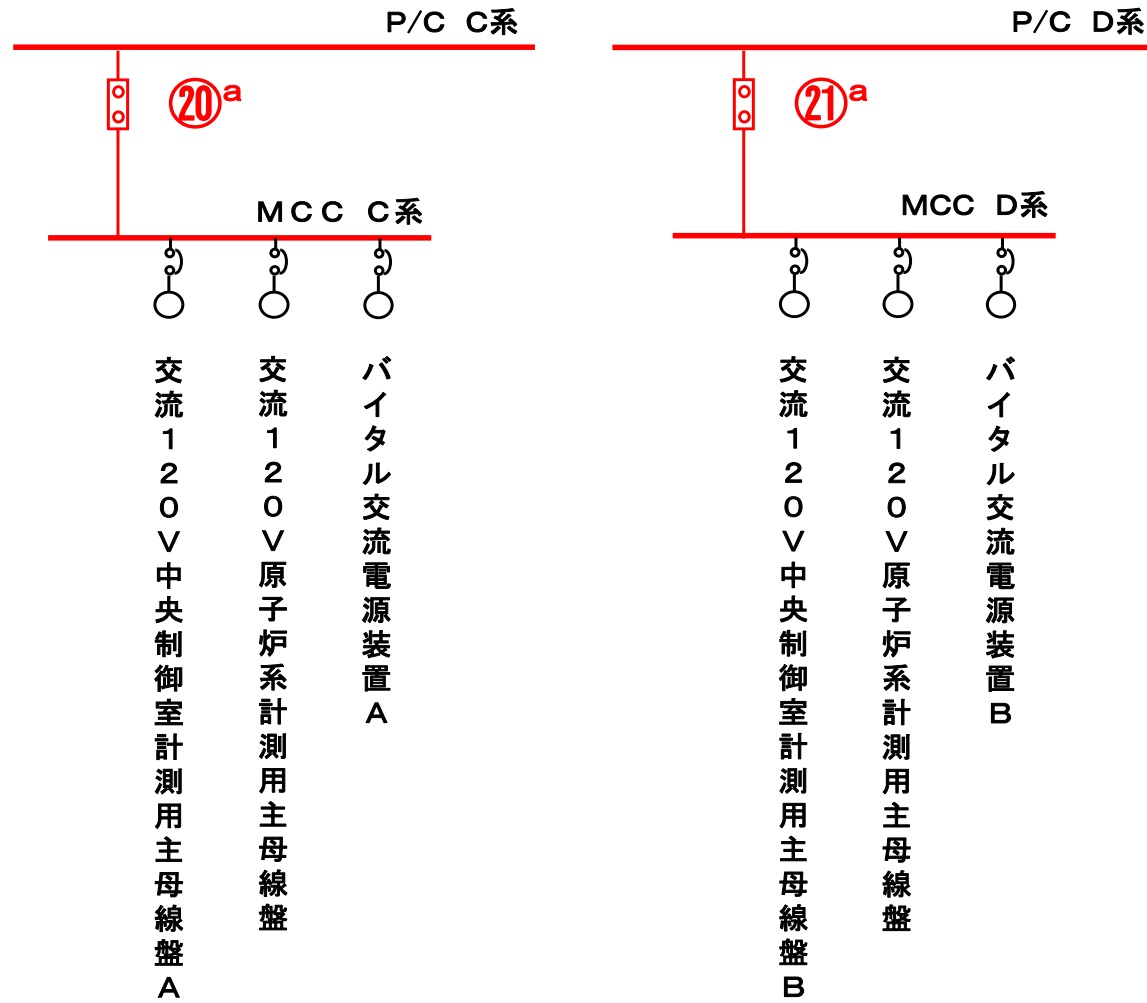 P/C C系
⑳a
MCC C系
交流120V中央制御室計測用主母線盤A
交流120V原子炉系計測用主母線盤
バイタル交流電源装置A
P/C D系
㉑a
MCC D系
交流120V中央制御室計測用主母線盤B
交流120V原子炉系計測用主母線盤
バイタル交流電源装置B